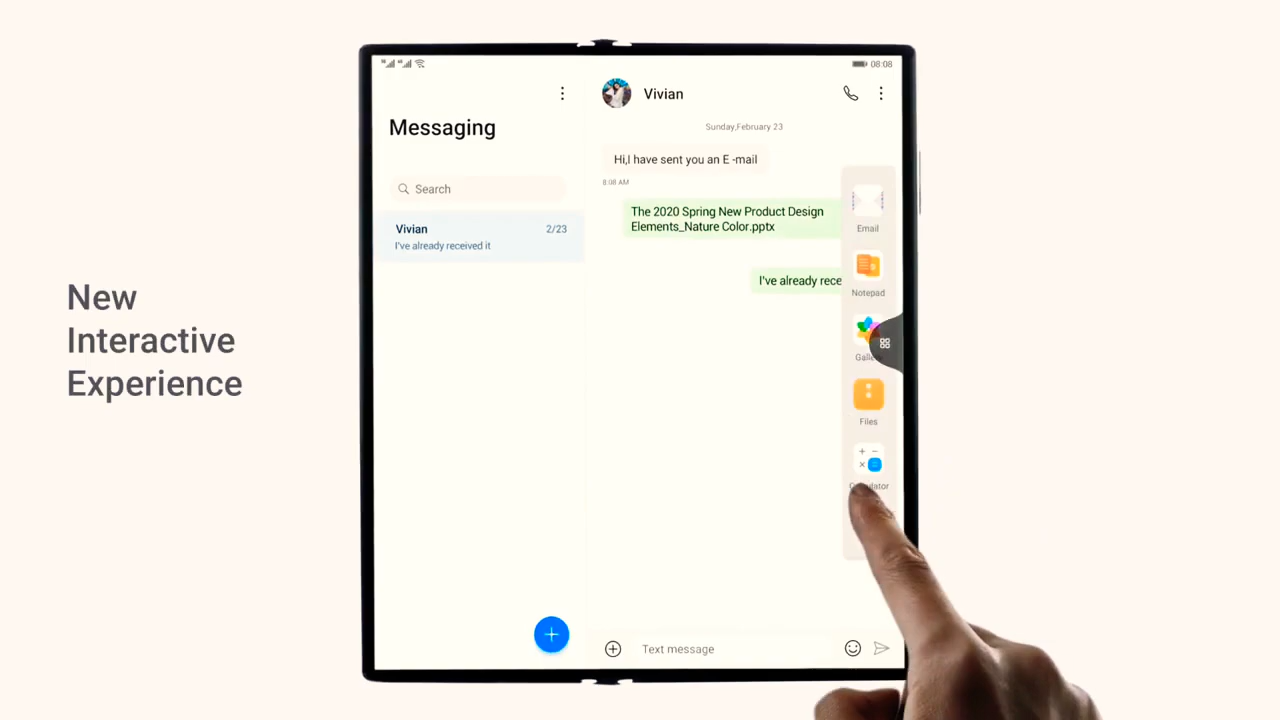 New
Interactive
Experience
08:08
Messaging
Search
Vivian 2/23
I've already received it
Vivian
Sunday,February 23
Hi,I have sent you an E -mail
8:08 AM
The 2020 Spring New Product Design
Elements_Nature Color.pptx
I've already rece
Email
Notepad
Files
Text message